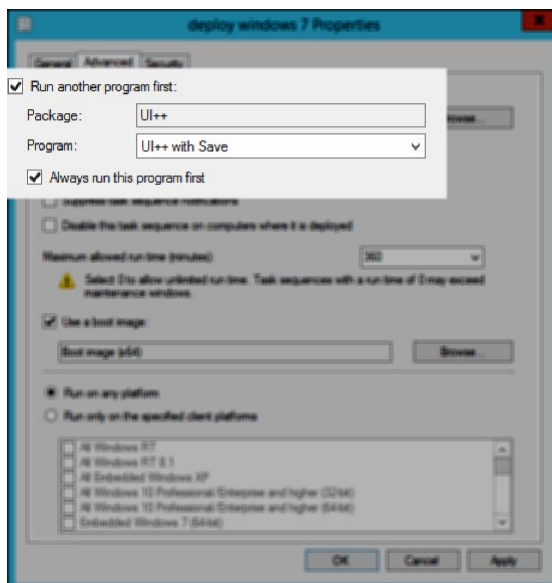 deploy windows 7 Properties
General Advanced Security
Run another program first:
Package: UI++
Browse...
Program: UI++ with Save
Always run this program first
Suppress task sequence notifications
Disable this task sequence on computers where it is deployed
Maximum allowed run time (minutes): 360
Select 0 to allow unlimited run time. Task sequences with a run time of 0 may exceed
maintenance windows.
Use a boot image:
Boot image (x64)
Browse...
Run on any platform
Run only on the specified client platforms
All Windows RT
All Windows RT 8.1
All Embedded Windows XP
All Windows 10 Professional/Enterprise and higher (32-bit)
All Windows 10 Professional/Enterprise and higher (64-bit)
Embedded Windows 7 (64-bit)
OK Cancel Apply